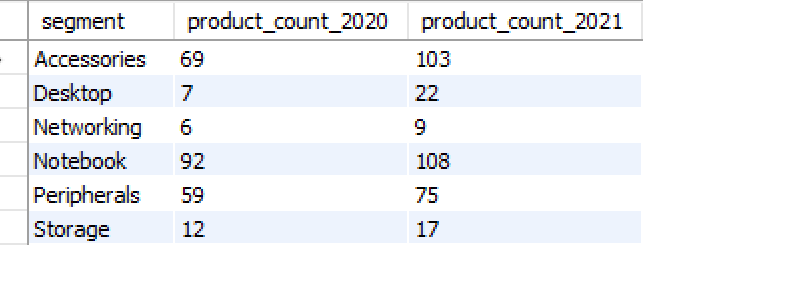 segment product_count_2020 product_count_2021
Accessories 69 103
Desktop 7 22
Networking 6 9
Notebook 92 108
Peripherals 59 75
Storage 12 17